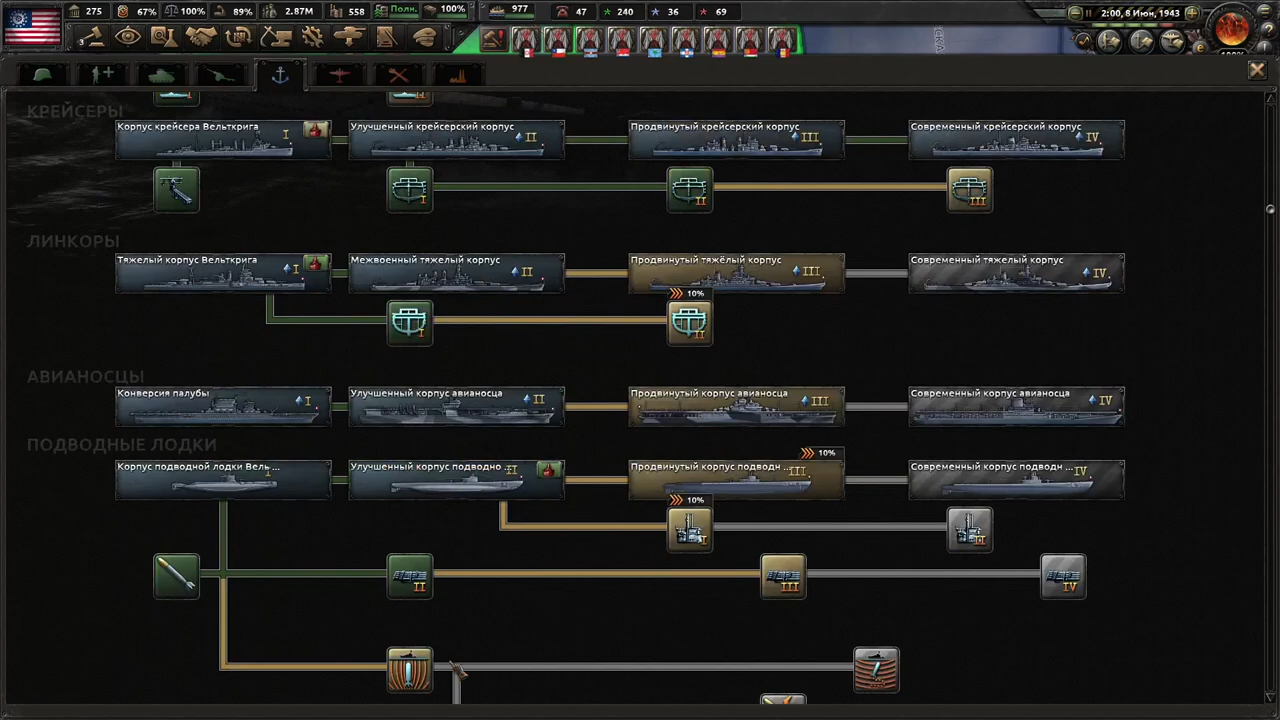 275 67% 100% 89% 2.87M 558 Полн. 100% 977 47 240 36 69 2:00, 8 Июн, 1943
3
100%
КРЕЙСЕРЫ
Корпус крейсера Вельткрига I
Улучшенный крейсерский корпус II
Продвинутый крейсерский корпус III
Современный крейсерский корпус IV
I II III
ЛИНКОРЫ
Тяжелый корпус Вельткрига I
Межвоенный тяжелый корпус II
Продвинутый тяжёлый корпус III
Современный тяжелый корпус IV
10%
I II
АВИАНОСЦЫ
Конверсия палубы I
Улучшенный корпус авианосца II
Продвинутый корпус авианосца III
Современный корпус авианосца IV
ПОДВОДНЫЕ ЛОДКИ
10%
Корпус подводной лодки Вель ... I
Улучшенный корпус подводно ... II
Продвинутый корпус подводн ... III
Современный корпус подводн ... IV
10%
I II
II III IV